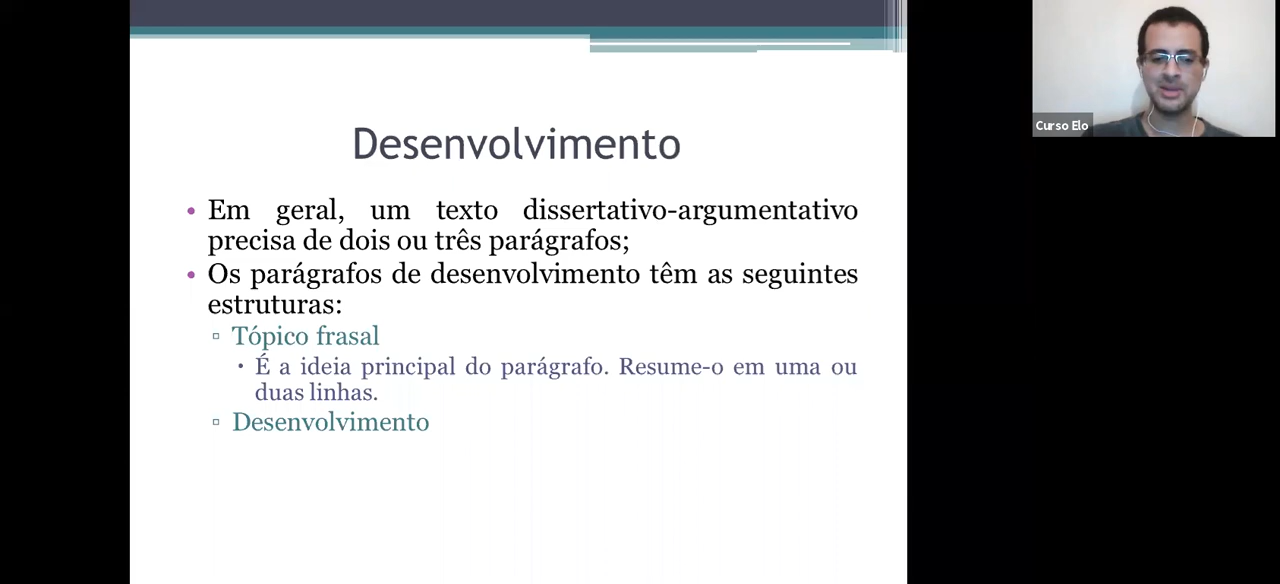 Desenvolvimento
• Em geral, um texto dissertativo-argumentativo
precisa de dois ou três parágrafos;
• Os parágrafos de desenvolvimento têm as seguintes
estruturas:
▫ Tópico frasal
• É a ideia principal do parágrafo. Resume-o em uma ou
duas linhas.
▫ Desenvolvimento
Curso Elo